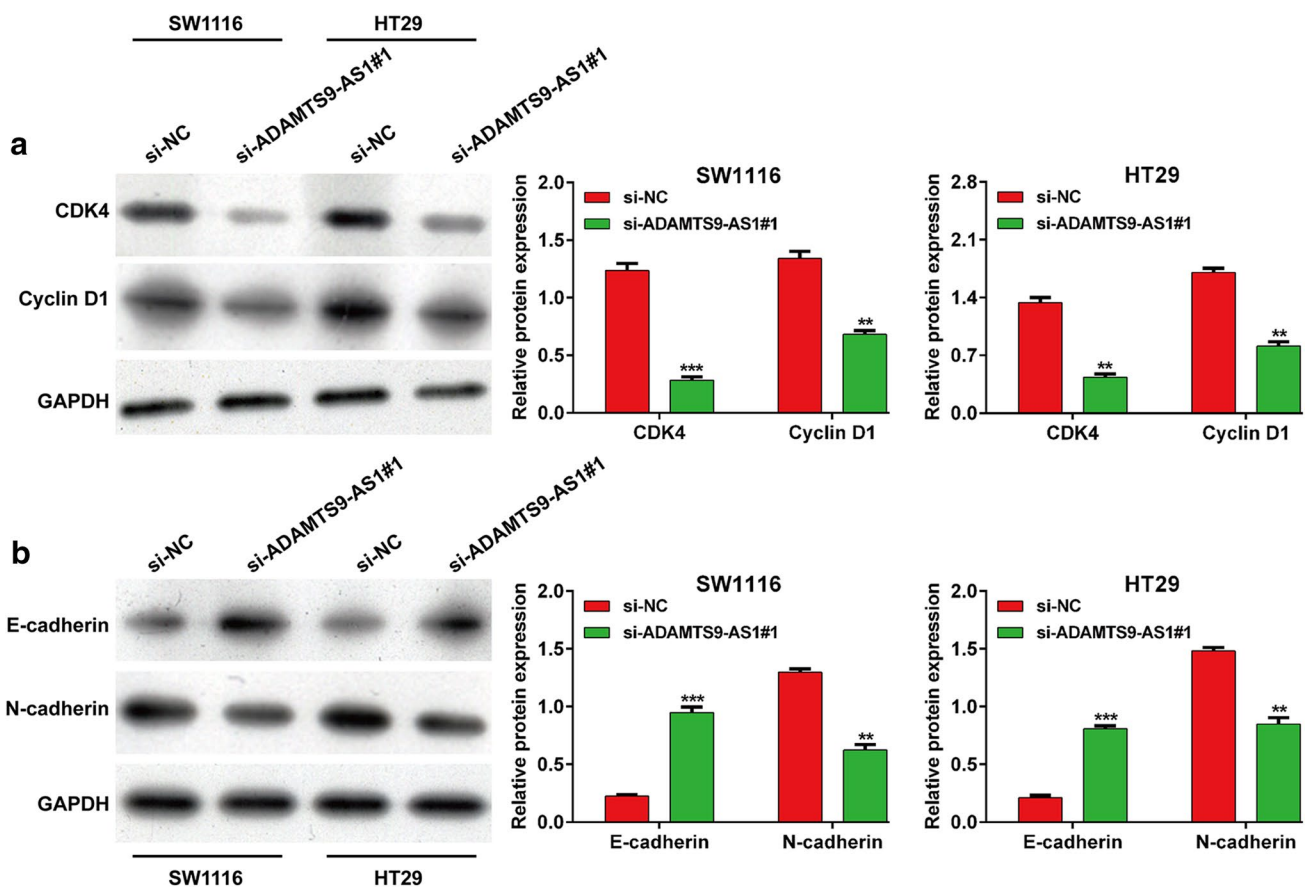 SW1116 HT29
a si-NC si-ADAMTS9-AS1#1 si-NC si-ADAMTS9-AS1#1
CDK4
Cyclin D1
GAPDH
SW1116
Relative protein expression
2.0
1.5
1.0
0.5
0.0
si-NC
si-ADAMTS9-AS1#1
***
**
CDK4 Cyclin D1
HT29
Relative protein expression
2.8
2.1
1.4
0.7
0.0
si-NC
si-ADAMTS9-AS1#1
**
**
CDK4 Cyclin D1
b si-NC si-ADAMTS9-AS1#1 si-NC si-ADAMTS9-AS1#1
E-cadherin
N-cadherin
GAPDH
SW1116 HT29
SW1116
Relative protein expression
2.0
1.5
1.0
0.5
0.0
si-NC
si-ADAMTS9-AS1#1
***
**
E-cadherin N-cadherin
HT29
Relative protein expression
2.0
1.5
1.0
0.5
0.0
si-NC
si-ADAMTS9-AS1#1
***
**
E-cadherin N-cadherin